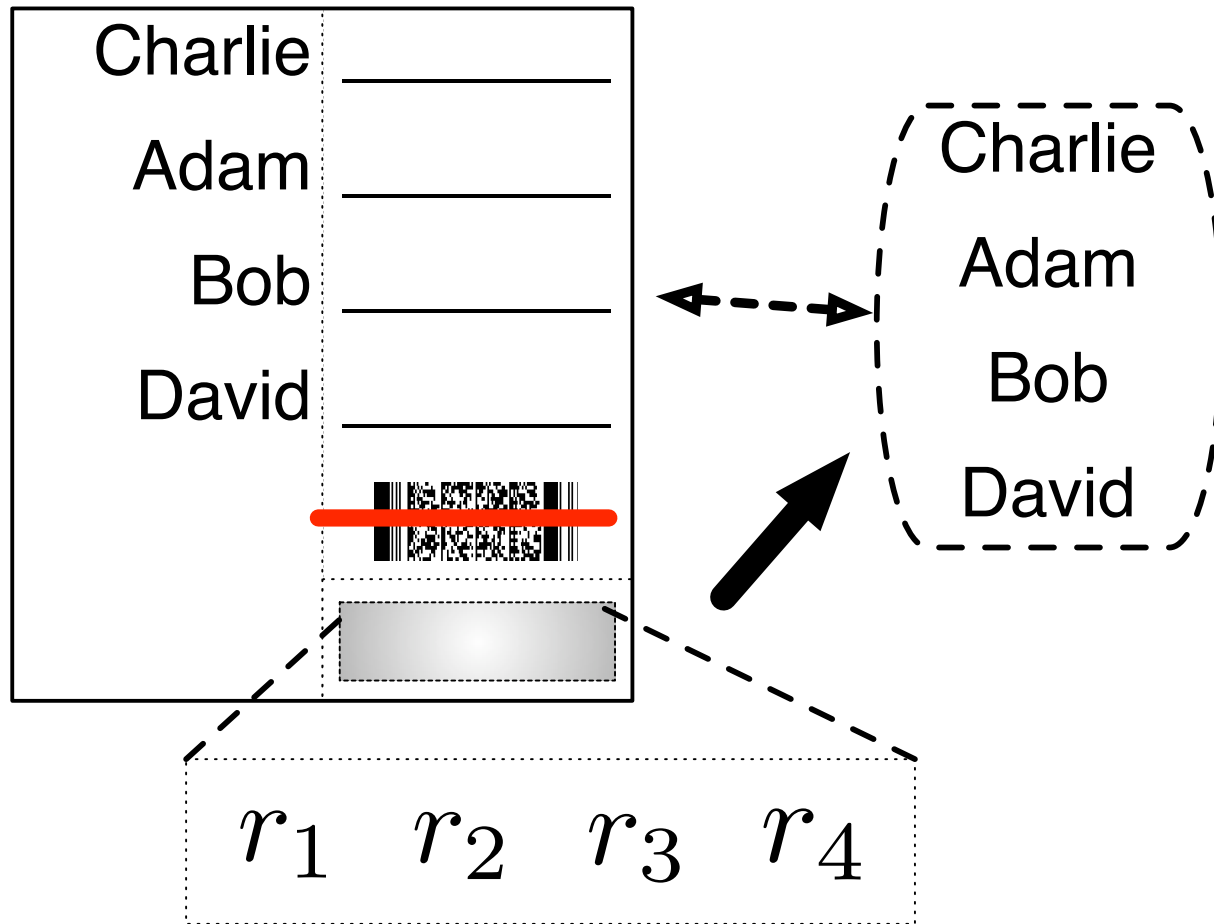 Charlie
Adam
Bob
David
Charlie
Adam
Bob
David
r₁ r₂ r₃ r₄